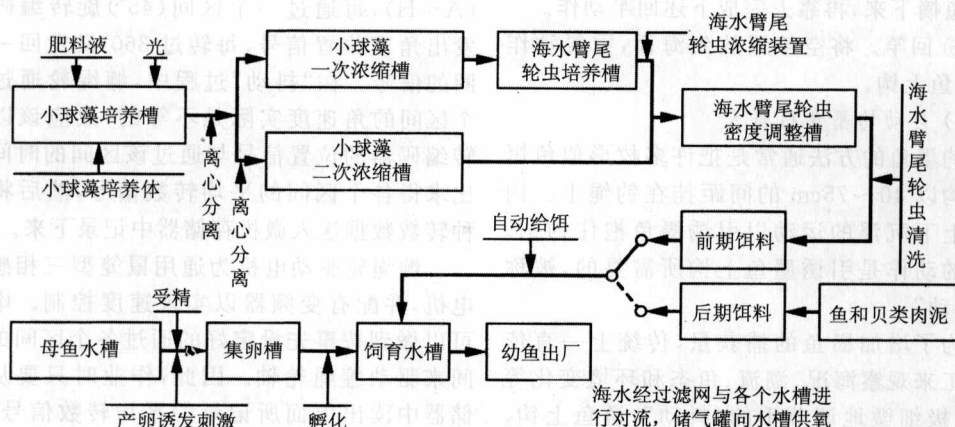 肥料液
光
小球藻培养槽
小球藻培养体
离心分离
离心分离
小球藻
一次浓缩槽
小球藻
二次浓缩槽
海水臂尾
轮虫培养槽
海水臂尾
轮虫浓缩装置
海水臂尾轮虫
密度调整槽
海水臂尾轮虫清洗
自动给饵
前期饵料
后期饵料
鱼和贝类肉泥
受精
母鱼水槽
集卵槽
饲育水槽
幼鱼出厂
产卵诱发刺激
孵化
海水经过滤网与各个水槽进
行对流，储气罐向水槽供氧